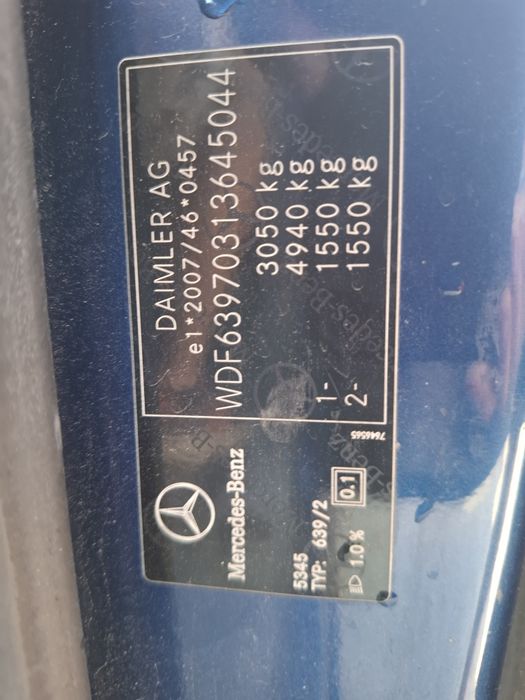 DAIMLER AG
e1*2007/46*0457
WDF63970313645044
3050 kg
4940 kg
1- 1550 kg
2- 1550 kg
Mercedes-Benz
7646565
5345
TYP: 639/2
1.0 % 0.1